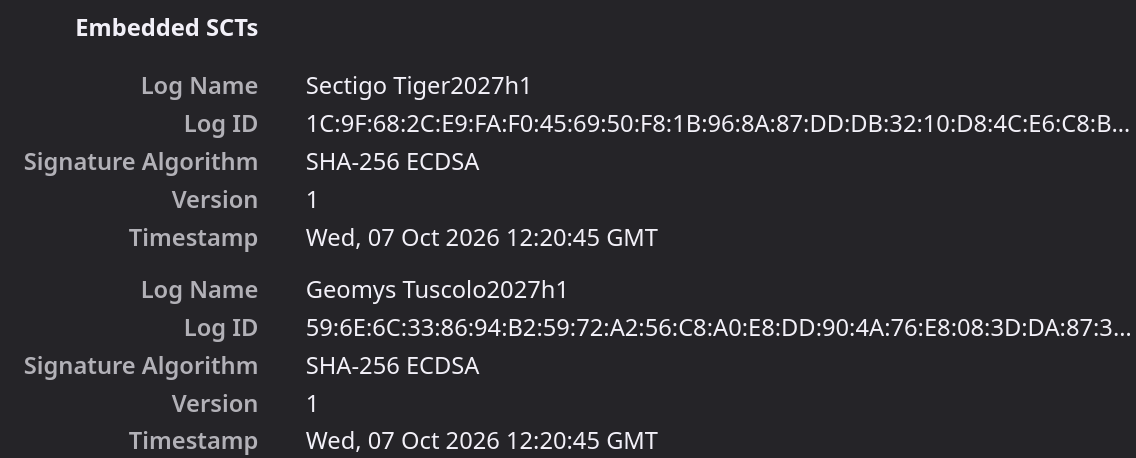 Embedded SCTs
Log Name Sectigo Tiger2027h1
Log ID 1C:9F:68:2C:E9:FA:F0:45:69:50:F8:1B:96:8A:87:DD:DB:32:10:D8:4C:E6:C8:B...
Signature Algorithm SHA-256 ECDSA
Version 1
Timestamp Wed, 07 Oct 2026 12:20:45 GMT
Log Name Geomys Tuscolo2027h1
Log ID 59:6E:6C:33:86:94:B2:59:72:A2:56:C8:A0:E8:DD:90:4A:76:E8:08:3D:DA:87:3...
Signature Algorithm SHA-256 ECDSA
Version 1
Timestamp Wed, 07 Oct 2026 12:20:45 GMT